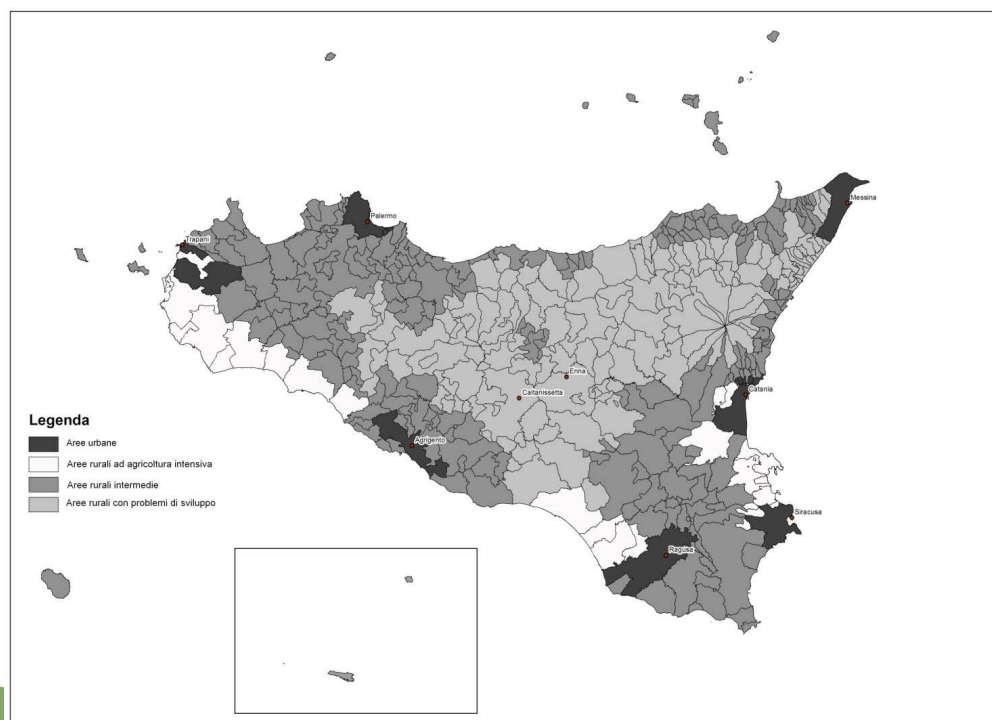 Messina
Palermo
Trapani
Enna
Caltanissetta
Catania
Agrigento
Siracusa
Ragusa
Legenda
Aree urbane
Aree rurali ad agricoltura intensiva
Aree rurali intermedie
Aree rurali con problemi di sviluppo